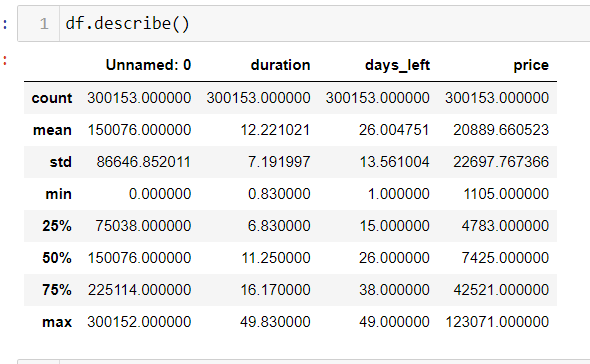 : 1 df.describe()
:
Unnamed: 0 duration days_left price
count 300153.000000 300153.000000 300153.000000 300153.000000
mean 150076.000000 12.221021 26.004751 20889.660523
std 86646.852011 7.191997 13.561004 22697.767366
min 0.000000 0.830000 1.000000 1105.000000
25% 75038.000000 6.830000 15.000000 4783.000000
50% 150076.000000 11.250000 26.000000 7425.000000
75% 225114.000000 16.170000 38.000000 42521.000000
max 300152.000000 49.830000 49.000000 123071.000000